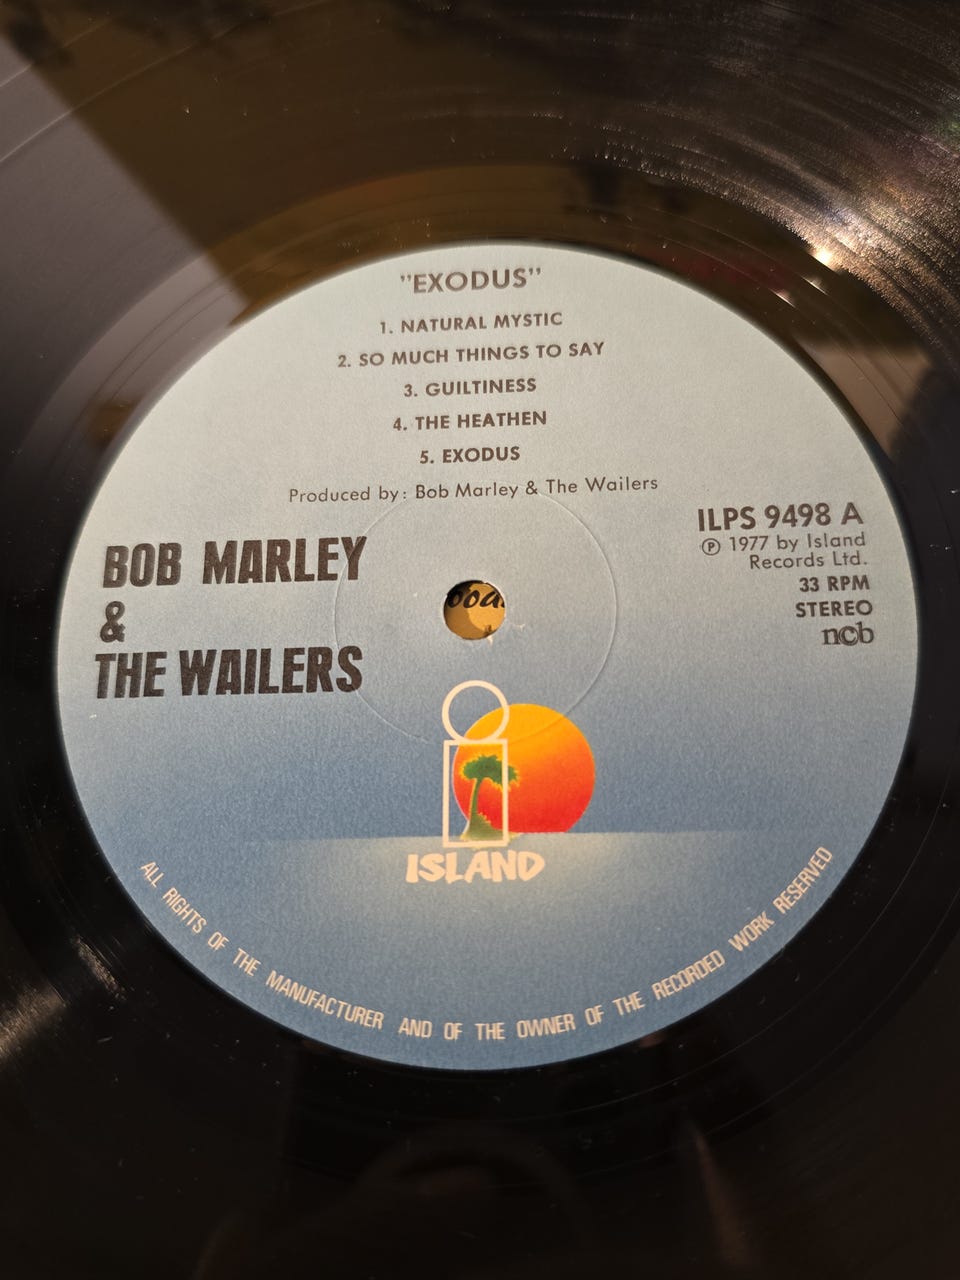 "EXODUS"
1. NATURAL MYSTIC
2. SO MUCH THINGS TO SAY
3. GUILTINESS
4. THE HEATHEN
5. EXODUS
Produced by: Bob Marley & The Wailers
BOB MARLEY
&
THE WAILERS
ILPS 9498 A
℗ 1977 by Island
Records Ltd.
33 RPM
STEREO
ncb
ISLAND
ALL RIGHTS OF THE MANUFACTURER AND OF THE OWNER OF THE RECORDED WORK RESERVED